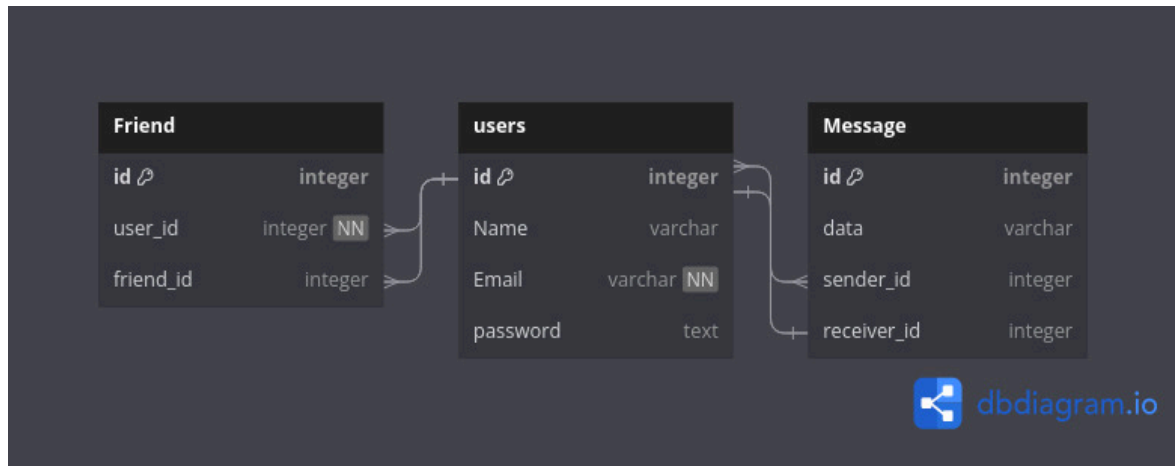 Friend
id integer
user_id integer NN
friend_id integer
users
id integer
Name varchar
Email varchar NN
password text
Message
id integer
data varchar
sender_id integer
receiver_id integer
dbdiagram.io